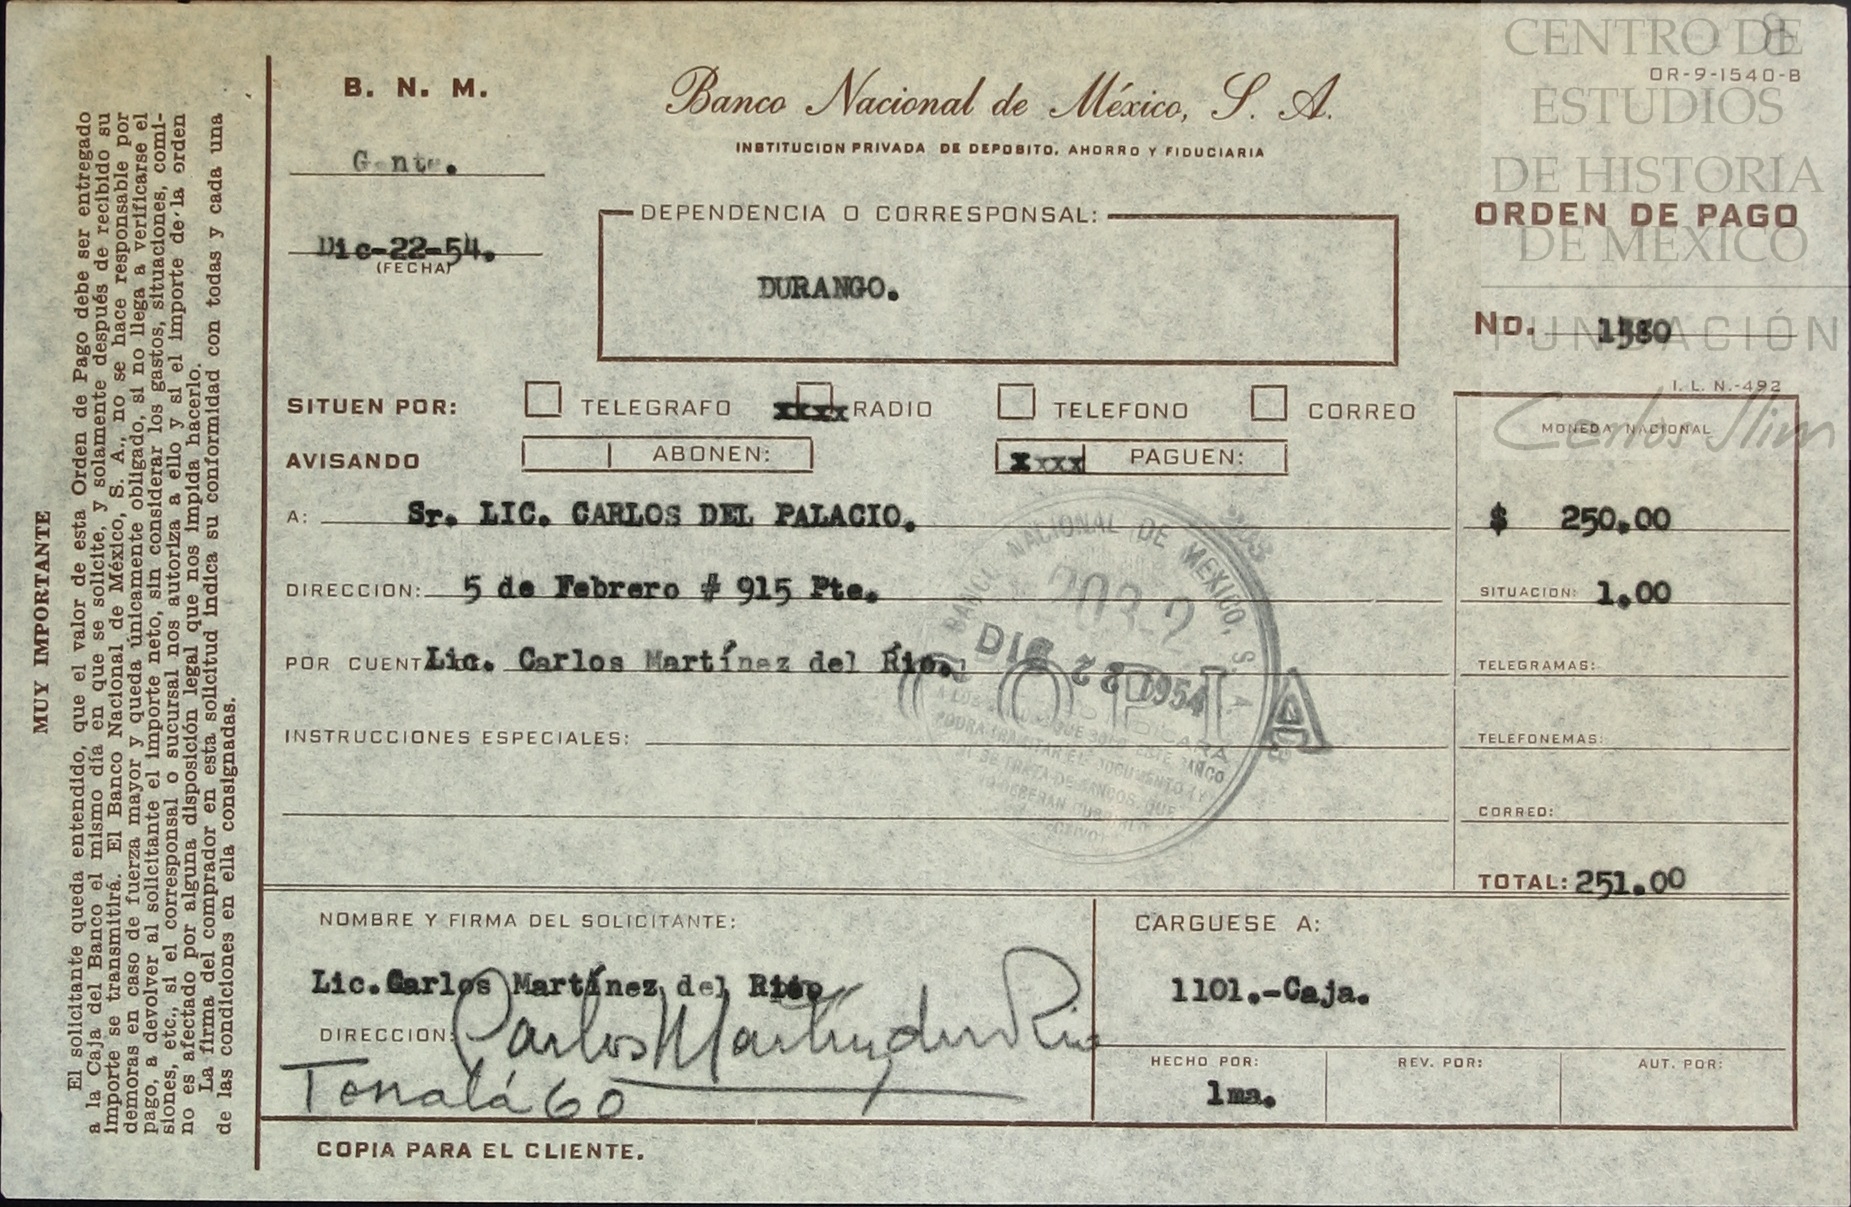 CENTRO DE
ESTUDIOS
DE HISTORIA
DE MEXICO
FUNDACIÓN
Carlos Slim
8
OR-9-1540-B
B. N. M.
Banco Nacional de México, S. A.
INSTITUCION PRIVADA DE DEPOSITO, AHORRO Y FIDUCIARIA
Dic-22-54.
(FECHA)
DEPENDENCIA O CORRESPONSAL:
DURANGO.
ORDEN DE PAGO
No.
I. L. N.-492
SITUEN POR: TELEGRAFO xxxx RADIO TELEFONO CORREO
AVISANDO ABONEN: xxxx PAGUEN:
MONEDA NACIONAL
A: Sr. LIC. CARLOS DEL PALACIO. $ 250.00
DIRECCION: 5 de Febrero # 915 Pte. SITUACION: 1.00
POR CUENT Lic. Carlos Martínez del Río. TELEGRAMAS:
INSTRUCCIONES ESPECIALES: TELEFONEMAS:
CORREO:
TOTAL: 251.00
BANCO NACIONAL DE MEXICO, S. A.
DIC 22 1954
COPIA
NOMBRE Y FIRMA DEL SOLICITANTE:
Lic. Carlos Martínez del Río
Carlos Martínez del Rio
DIRECCION:
Tonalá 60
CARGUESE A:
1101.-Caja.
HECHO POR: REV. POR: AUT. POR:
lma.
COPIA PARA EL CLIENTE.
MUY IMPORTANTE
El solicitante queda entendido, que el valor de esta Orden de Pago debe ser entregado
a la Caja del Banco el mismo día en que se solicite, y solamente después de recibido su
importe se transmitirá. El Banco Nacional de México, S. A., no se hace responsable por
demoras en caso de fuerza mayor y queda únicamente obligado, si no llega a verificarse el
pago, a devolver al solicitante el importe neto, sin considerar los gastos, situaciones, comi-
siones, etc., si el corresponsal o sucursal nos autoriza a ello y si el importe de la orden
no es afectado por alguna disposición legal que nos impida hacerlo.
La firma del comprador en esta solicitud indica su conformidad con todas y cada una
de las condiciones en ella consignadas.